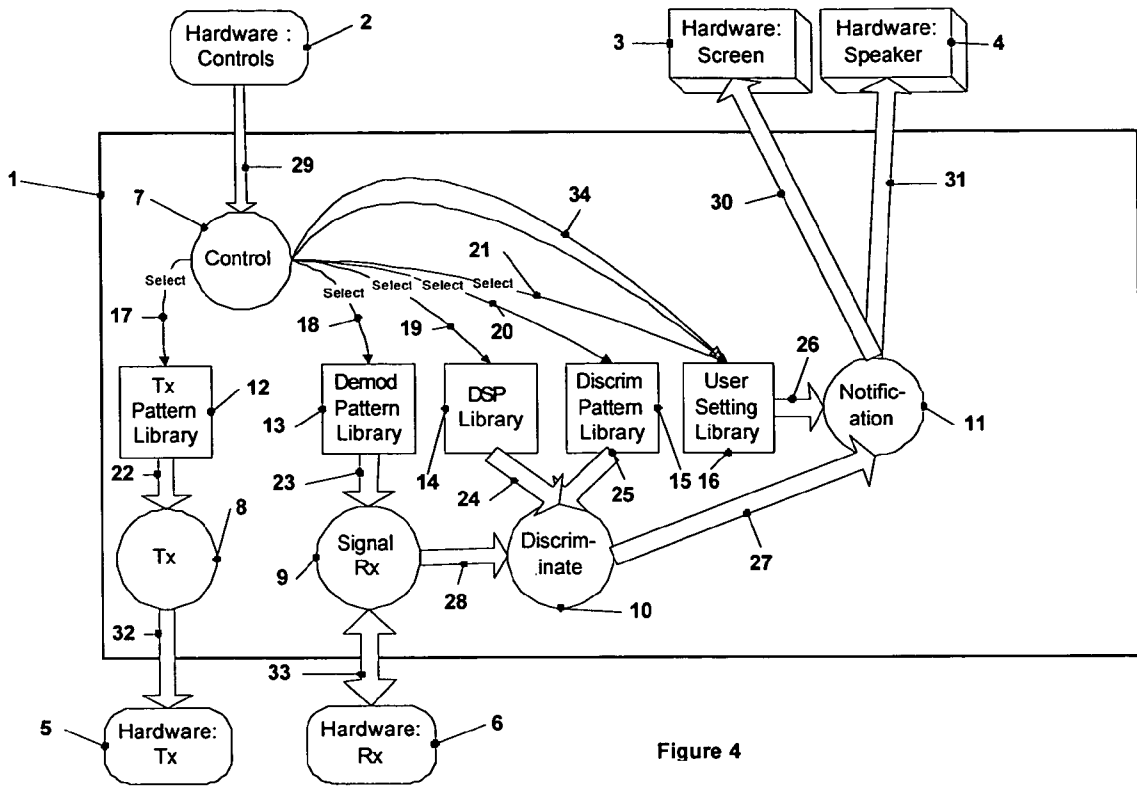 2
Hardware :
Controls
3
Hardware:
Screen
Hardware:
Speaker
4
1
29
7
Control
34
30
31
21
Select
Select
Select
Select
Select
17
18
19
20
26
Tx
Pattern
Library
12
13
Demod
Pattern
Library
DSP
Library
Discrim
Pattern
Library
User
Setting
Library
Notific-
ation
11
22
23
14
24
25
15
16
8
Tx
9
Signal
Rx
28
Discrim-
inate
10
27
32
33
5
Hardware:
Tx
Hardware:
Rx
6
Figure 4